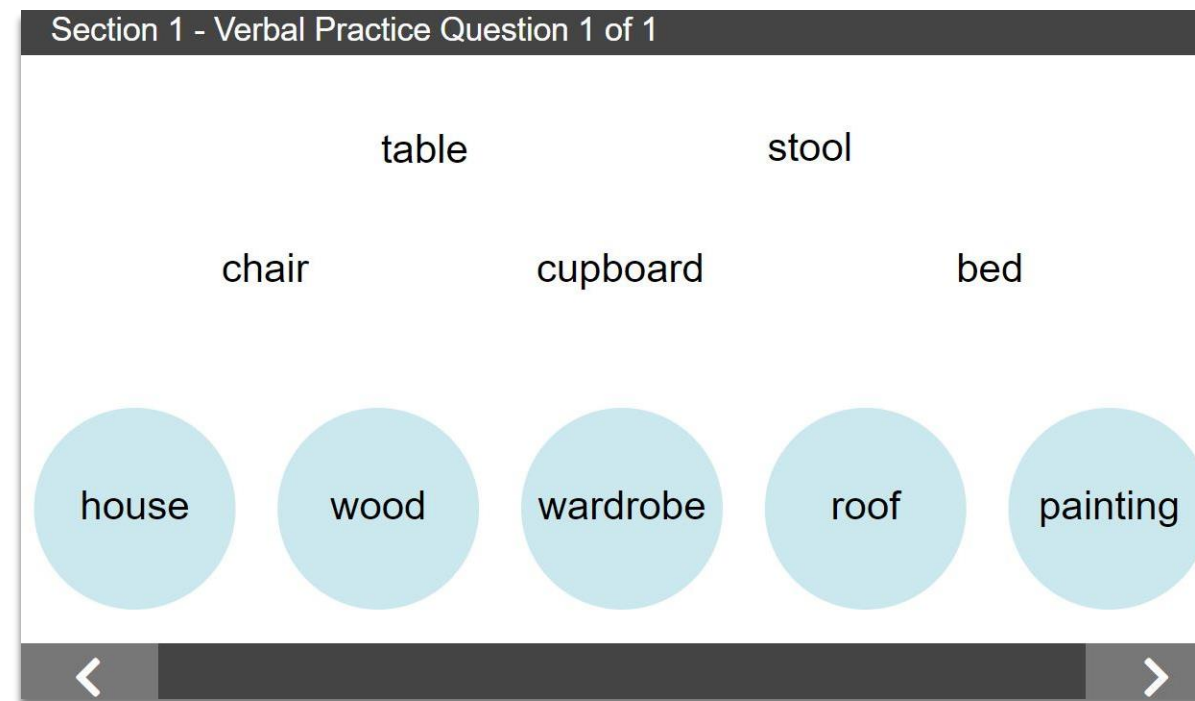 Section 1 - Verbal Practice Question 1 of 1
table stool
chair cupboard bed
house wood wardrobe roof painting